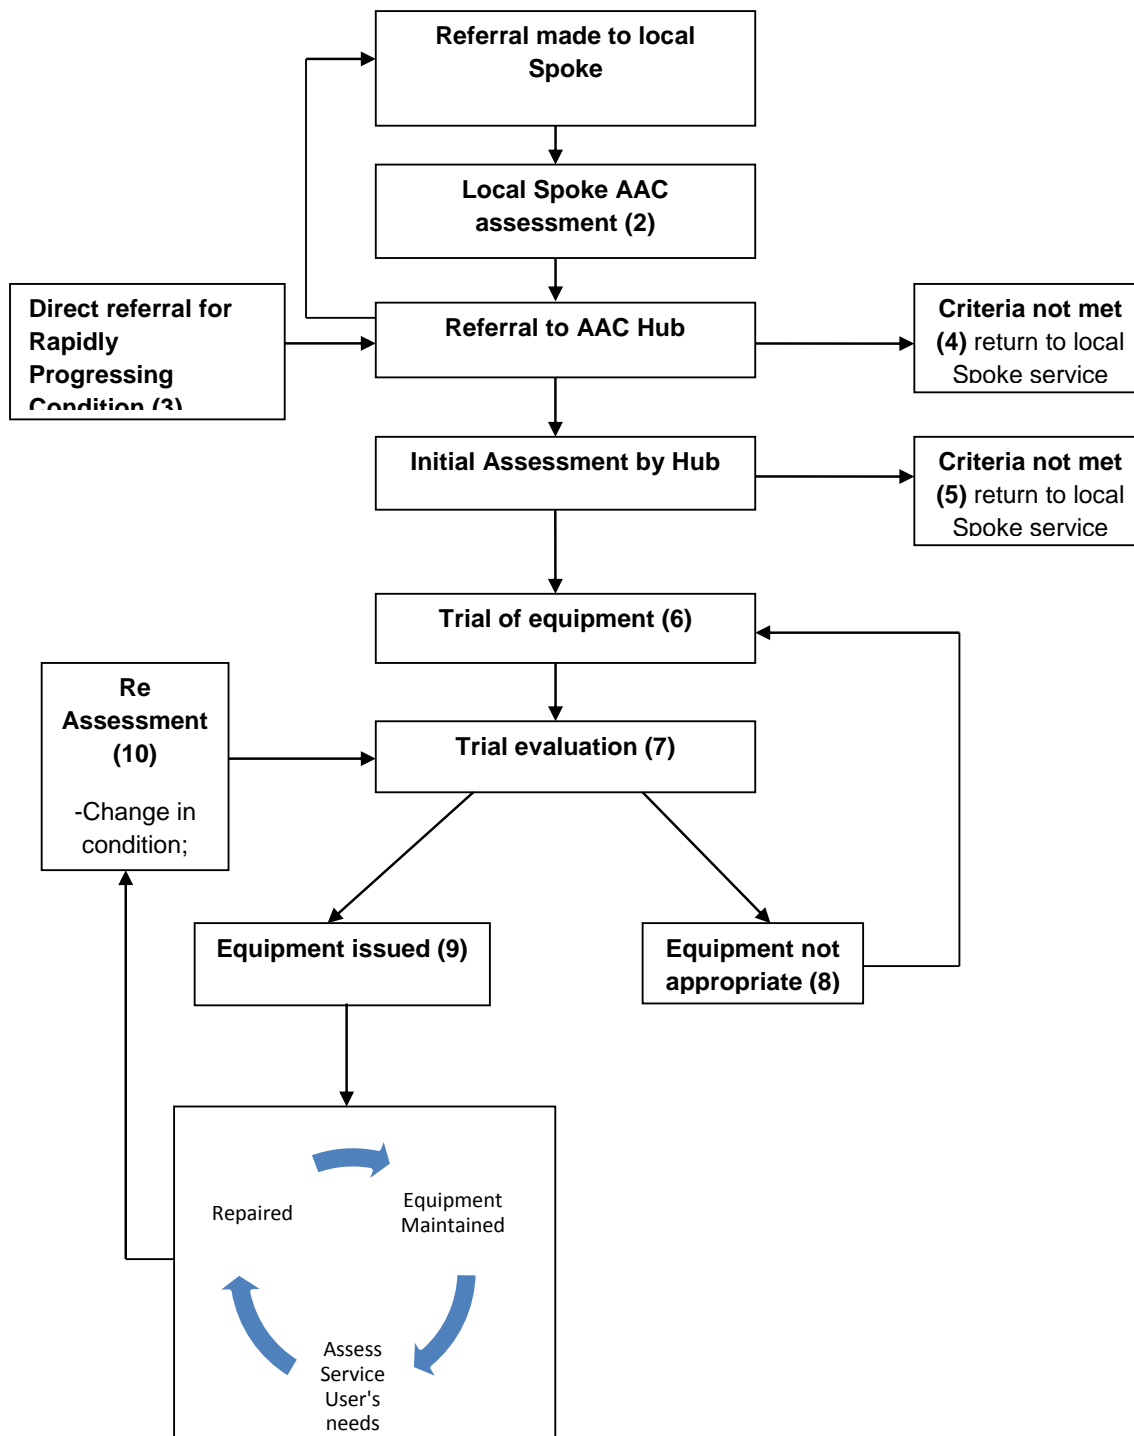 Referral made to local
Spoke
Local Spoke AAC
assessment (2)
Direct referral for
Rapidly
Progressing
Condition (3)
Referral to AAC Hub
Criteria not met
(4) return to local
Spoke service
Initial Assessment by Hub
Criteria not met
(5) return to local
Spoke service
Trial of equipment (6)
Re
Assessment
(10)
-Change in
condition;
Trial evaluation (7)
Equipment issued (9)
Equipment not
appropriate (8)
Repaired
Equipment
Maintained
Assess
Service
User's
needs